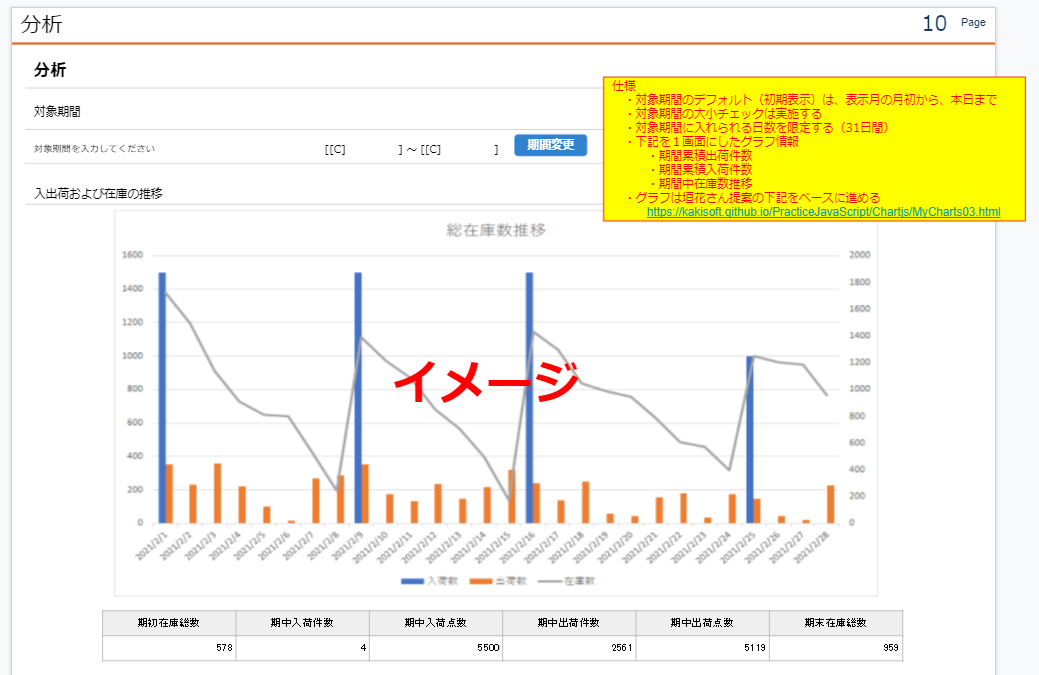 分析
10 Page
分析
仕様
・対象期間のデフォルト（初期表示）は、表示月の月初から、本日まで
・対象期間の大小チェックは実施する
・対象期間に入れられる日数を限定する（31日間）
・下記を１画面にしたグラフ情報
・期間累積出荷件数
・期間累積入荷件数
・期間中在庫数推移
・グラフは垣花さん提案の下記をベースに進める
https://kakisoft.github.io/PracticeJavaScript/Chartjs/MyCharts03.html
対象期間
対象期間を入力してください [[C] ] ～ [[C] ] 期間変更
入出荷および在庫の推移
総在庫数推移
1600 2000
1400 1800
1200 1600
1000 1400
800 1200
600 1000
400 800
200 600
0 400
200
0
イメージ
2021/2/1 2021/2/2 2021/2/3 2021/2/4 2021/2/5 2021/2/6 2021/2/7 2021/2/8 2021/2/9 2021/2/10 2021/2/11 2021/2/12 2021/2/13 2021/2/14 2021/2/15 2021/2/16 2021/2/17 2021/2/18 2021/2/19 2021/2/20 2021/2/21 2021/2/22 2021/2/23 2021/2/24 2021/2/25 2021/2/26 2021/2/27 2021/2/28
入荷数 出荷数 在庫数
期初在庫総数 期中入荷件数 期中入荷点数 期中出荷件数 期中出荷点数 期末在庫総数
578 4 5500 2561 5119 959